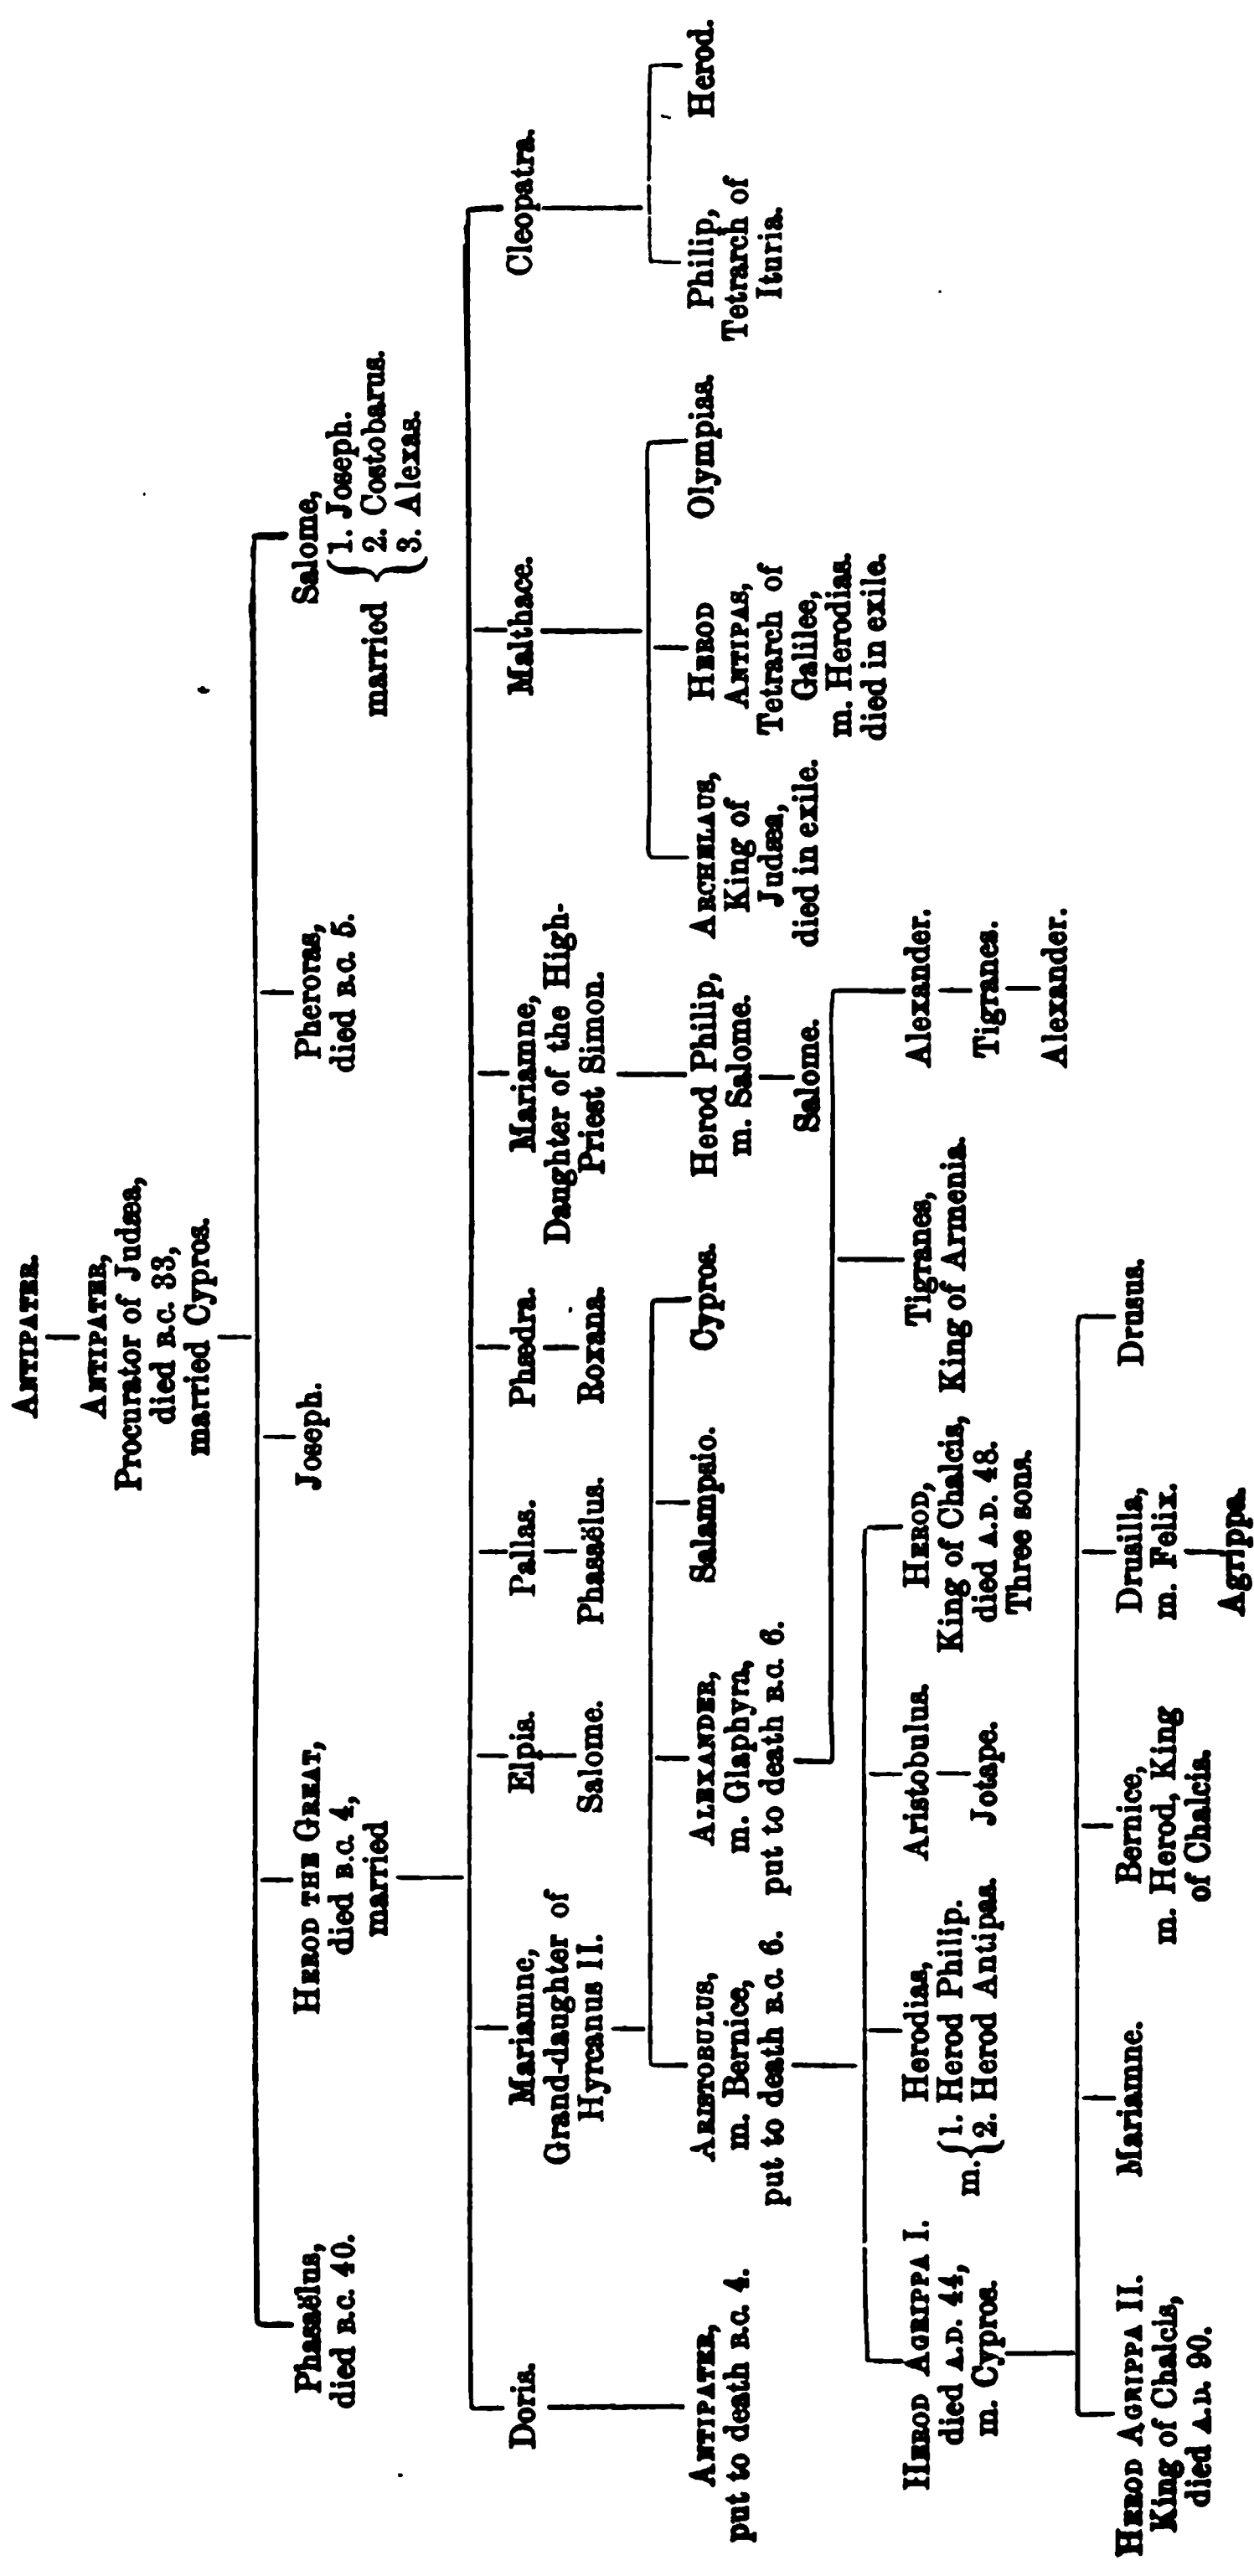 ANTIPATER.
ANTIPATER,
Procurator of Judæa,
died B.C. 33,
married Cypros.
Phasaëlus,
died B.C. 40.
HEROD THE GREAT,
died B.C. 4,
married
Joseph.
Pheroras,
died B.C. 5.
Salome,
married { 1. Joseph.
2. Costobarus.
3. Alexas.
Doris.
Mariamne,
Grand-daughter of
Hyrcanus II.
Elpis.
Pallas.
Phædra.
Mariamne,
Daughter of the High-
Priest Simon.
Malthace.
Cleopatra.
Salome.
Phasaëlus.
Roxana.
ANTIPATER,
put to death B.C. 4.
ARISTOBULUS,
m. Bernice,
put to death B.C. 6.
ALEXANDER,
m. Glaphyra,
put to death B.C. 6.
Salampsio.
Cypros.
Herod Philip,
m. Salome.
Salome.
ARCHELAUS,
King of
Judæa,
died in exile.
HEROD
ANTIPAS,
Tetrarch of
Galilee,
m. Herodias.
died in exile.
Olympias.
Philip,
Tetrarch of
Ituria.
Herod.
HEROD AGRIPPA I.
died A.D. 44,
m. Cypros.
Herodias,
m. { 1. Herod Philip.
2. Herod Antipas.
Aristobulus.
Jotape.
HEROD,
King of Chalcis,
died A.D. 48.
Three sons.
Tigranes,
King of Armenia.
Alexander.
Tigranes.
Alexander.
HEROD AGRIPPA II.
King of Chalcis,
died A.D. 90.
Mariamne.
Bernice,
m. Herod, King
of Chalcis.
Drusilla,
m. Felix.
Agrippa.
Drusus.